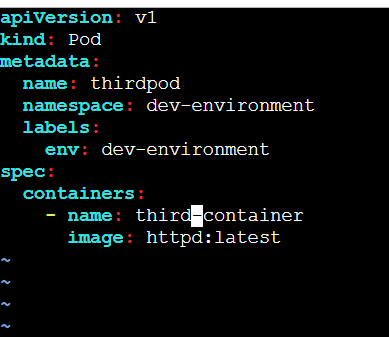 apiVersion: v1
kind: Pod
metadata:
  name: thirdpod
  namespace: dev-environment
  labels:
    env: dev-environment
spec:
  containers:
    - name: third-container
      image: httpd:latest
~
~
~
~